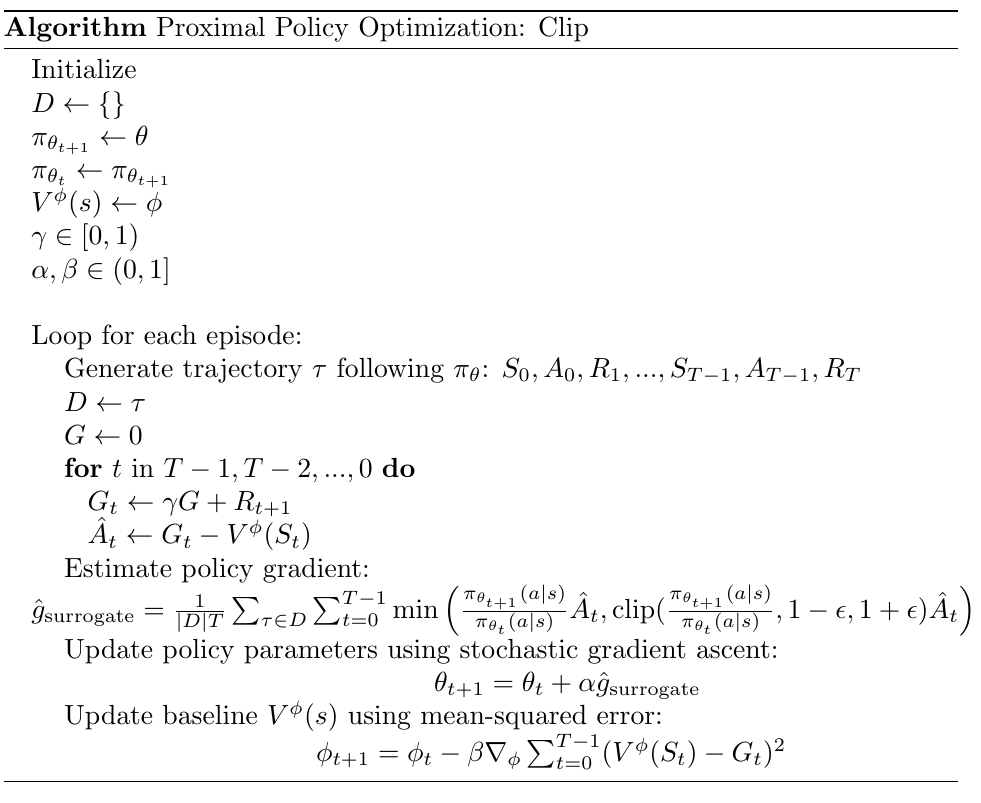 Algorithm Proximal Policy Optimization: Clip
Initialize
$D \leftarrow \{\}$
$\pi_{\theta_{t+1}} \leftarrow \theta$
$\pi_{\theta_t} \leftarrow \pi_{\theta_{t+1}}$
$V^{\phi}(s) \leftarrow \phi$
$\gamma \in [0, 1)$
$\alpha, \beta \in (0, 1]$
Loop for each episode:
Generate trajectory $\tau$ following $\pi_{\theta}$: $S_0, A_0, R_1, ..., S_{T-1}, A_{T-1}, R_T$
$D \leftarrow \tau$
$G \leftarrow 0$
for $t$ in $T - 1, T - 2, ..., 0$ do
$G_t \leftarrow \gamma G + R_{t+1}$
$\hat{A}_t \leftarrow G_t - V^{\phi}(S_t)$
Estimate policy gradient:
$\hat{g}_{\text{surrogate}} = \frac{1}{|D|T} \sum_{\tau \in D} \sum_{t=0}^{T-1} \min \left( \frac{\pi_{\theta_{t+1}}(a|s)}{\pi_{\theta_t}(a|s)} \hat{A}_t, \text{clip}(\frac{\pi_{\theta_{t+1}}(a|s)}{\pi_{\theta_t}(a|s)}, 1 - \epsilon, 1 + \epsilon) \hat{A}_t \right)$
Update policy parameters using stochastic gradient ascent:
$\theta_{t+1} = \theta_t + \alpha \hat{g}_{\text{surrogate}}$
Update baseline $V^{\phi}(s)$ using mean-squared error:
$\phi_{t+1} = \phi_t - \beta \nabla_{\phi} \sum_{t=0}^{T-1} (V^{\phi}(S_t) - G_t)^2$